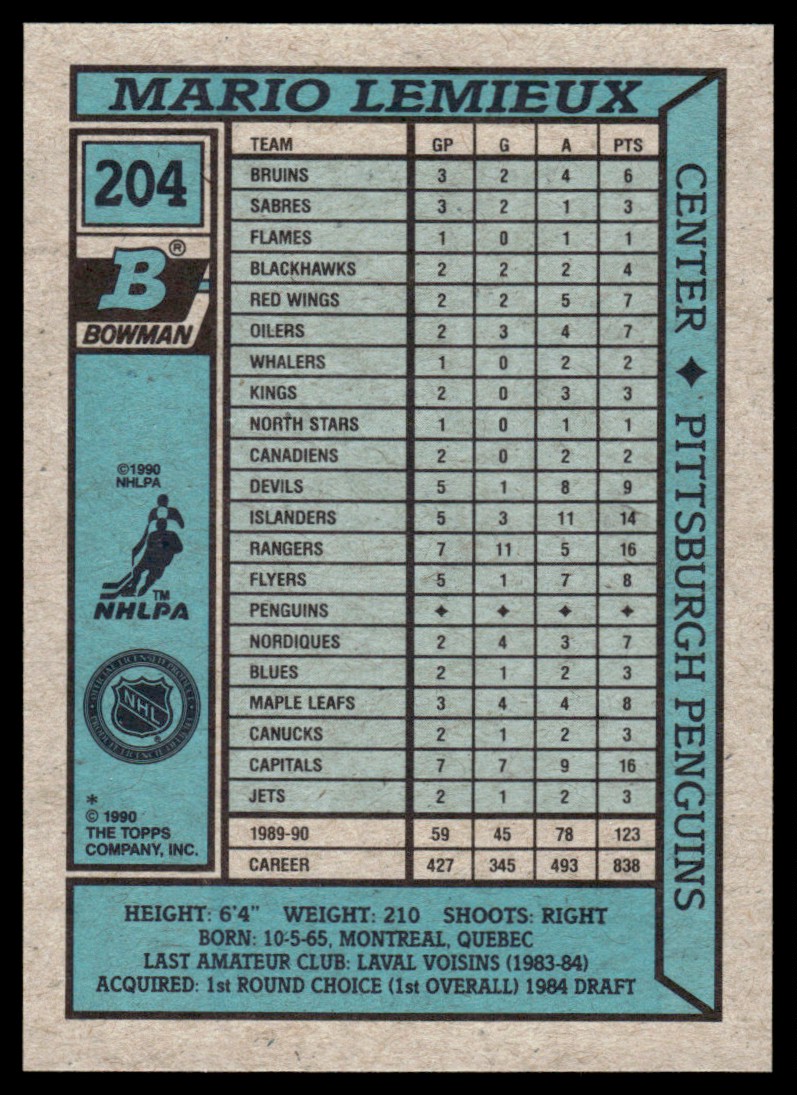 MARIO LEMIEUX
204
B®
BOWMAN
©1990
NHLPA
TM
NHLPA
OFFICIAL LICENSED PRODUCT
NHL
®
*
© 1990
THE TOPPS
COMPANY, INC.
TEAM GP G A PTS
BRUINS 3 2 4 6
SABRES 3 2 1 3
FLAMES 1 0 1 1
BLACKHAWKS 2 2 2 4
RED WINGS 2 2 5 7
OILERS 2 3 4 7
WHALERS 1 0 2 2
KINGS 2 0 3 3
NORTH STARS 1 0 1 1
CANADIENS 2 0 2 2
DEVILS 5 1 8 9
ISLANDERS 5 3 11 14
RANGERS 7 11 5 16
FLYERS 5 1 7 8
PENGUINS ✦ ✦ ✦ ✦
NORDIQUES 2 4 3 7
BLUES 2 1 2 3
MAPLE LEAFS 3 4 4 8
CANUCKS 2 1 2 3
CAPITALS 7 7 9 16
JETS 2 1 2 3
1989-90 59 45 78 123
CAREER 427 345 493 838
CENTER ✦ PITTSBURGH PENGUINS
HEIGHT: 6'4" WEIGHT: 210 SHOOTS: RIGHT
BORN: 10-5-65, MONTREAL, QUEBEC
LAST AMATEUR CLUB: LAVAL VOISINS (1983-84)
ACQUIRED: 1st ROUND CHOICE (1st OVERALL) 1984 DRAFT